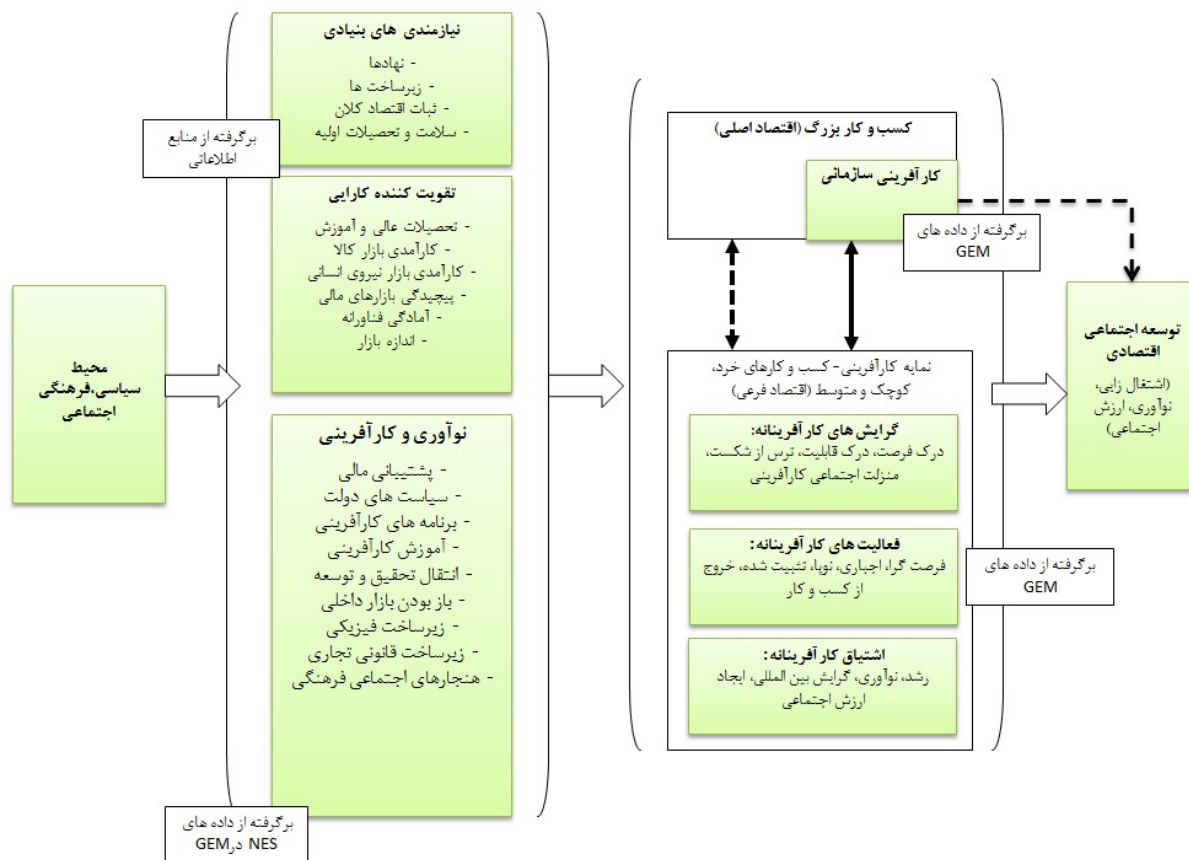 نیازمندی های بنیادی
- نهادها
- زیرساخت ها
- ثبات اقتصاد کلان
- سلامت و تحصیلات اولیه
برگرفته از منابع
اطلاعاتی
تقویت کننده کارایی
- تحصیلات عالی و آموزش
- کارآمدی بازار کالا
- کارآمدی بازار نیروی انسانی
- پیچیدگی بازارهای مالی
- آمادگی فناورانه
- اندازه بازار
محیط
سیاسی،فرهنگی
اجتماعی
نوآوری و کارآفرینی
- پشتیبانی مالی
- سیاست های دولت
- برنامه های کارآفرینی
- آموزش کارآفرینی
- انتقال تحقیق و توسعه
- باز بودن بازار داخلی
- زیرساخت فیزیکی
- زیرساخت قانونی تجاری
- هنجارهای اجتماعی فرهنگی
برگرفته از داده های
NES درGEM
کسب و کار بزرگ (اقتصاد اصلی)
کارآفرینی سازمانی
برگرفته از داده های
GEM
نمایه کارآفرینی- کسب و کارهای خرد،
کوچک و متوسط (اقتصاد فرعی)
گرایش های کارآفرینانه:
درک فرصت، درک قابلیت، ترس از شکست،
منزلت اجتماعی کارآفرینی
فعالیت های کارآفرینانه:
فرصت گرا، اجباری، نوپا، تثبیت شده، خروج
از کسب و کار
برگرفته از داده های
GEM
اشتیاق کارآفرینانه:
رشد، نوآوری، گرایش بین المللی، ایجاد
ارزش اجتماعی
توسعه اجتماعی
اقتصادی
(اشتغال زایی،
نوآوری، ارزش
اجتماعی)